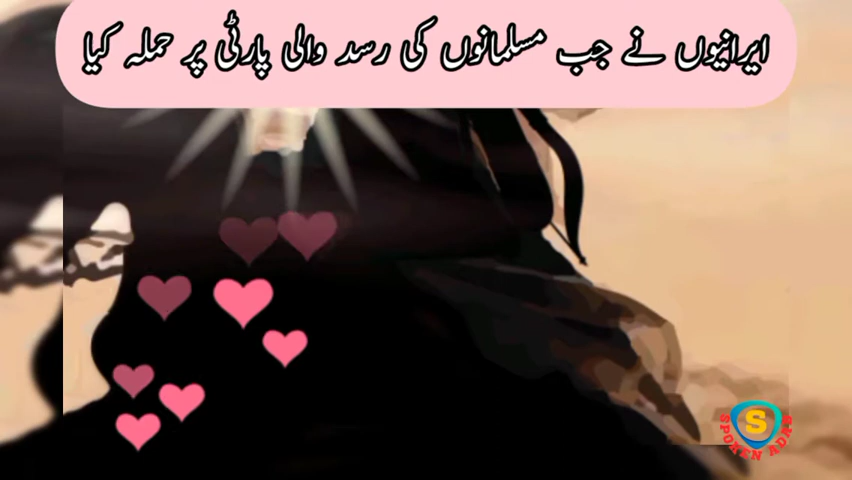 ایرانیوں نے جب مسلمانوں کی رسد والی پارٹی پر حملہ کیا
S
SPOKEN ADAB